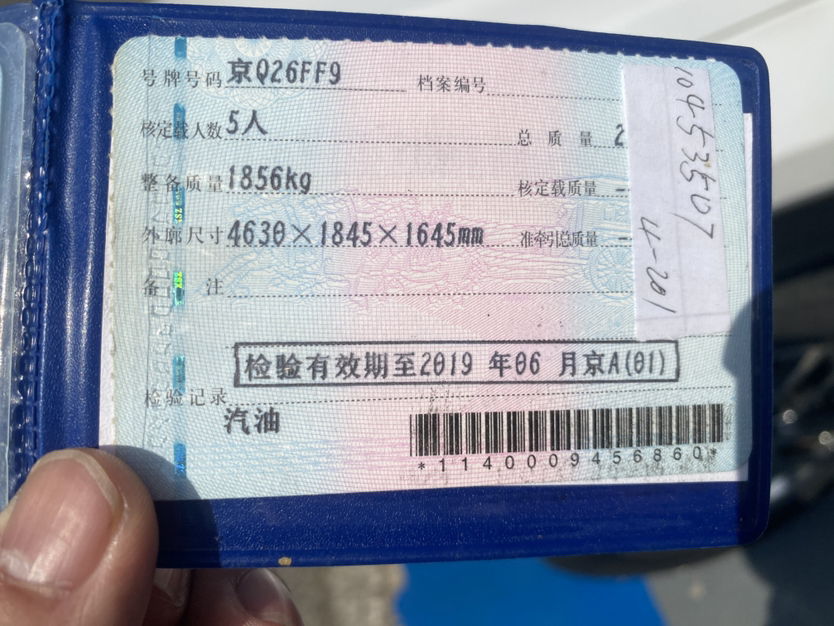 号牌号码 京Q26FF9 档案编号
核定载人数 5人 总质量 2
整备质量 1856kg 核定载质量 -
外廓尺寸 4630×1845×1645mm 准牵引总质量 -
备注
检验有效期至2019年06月京A(01)
检验记录
汽油
*1140009456860*
10453507
4-201